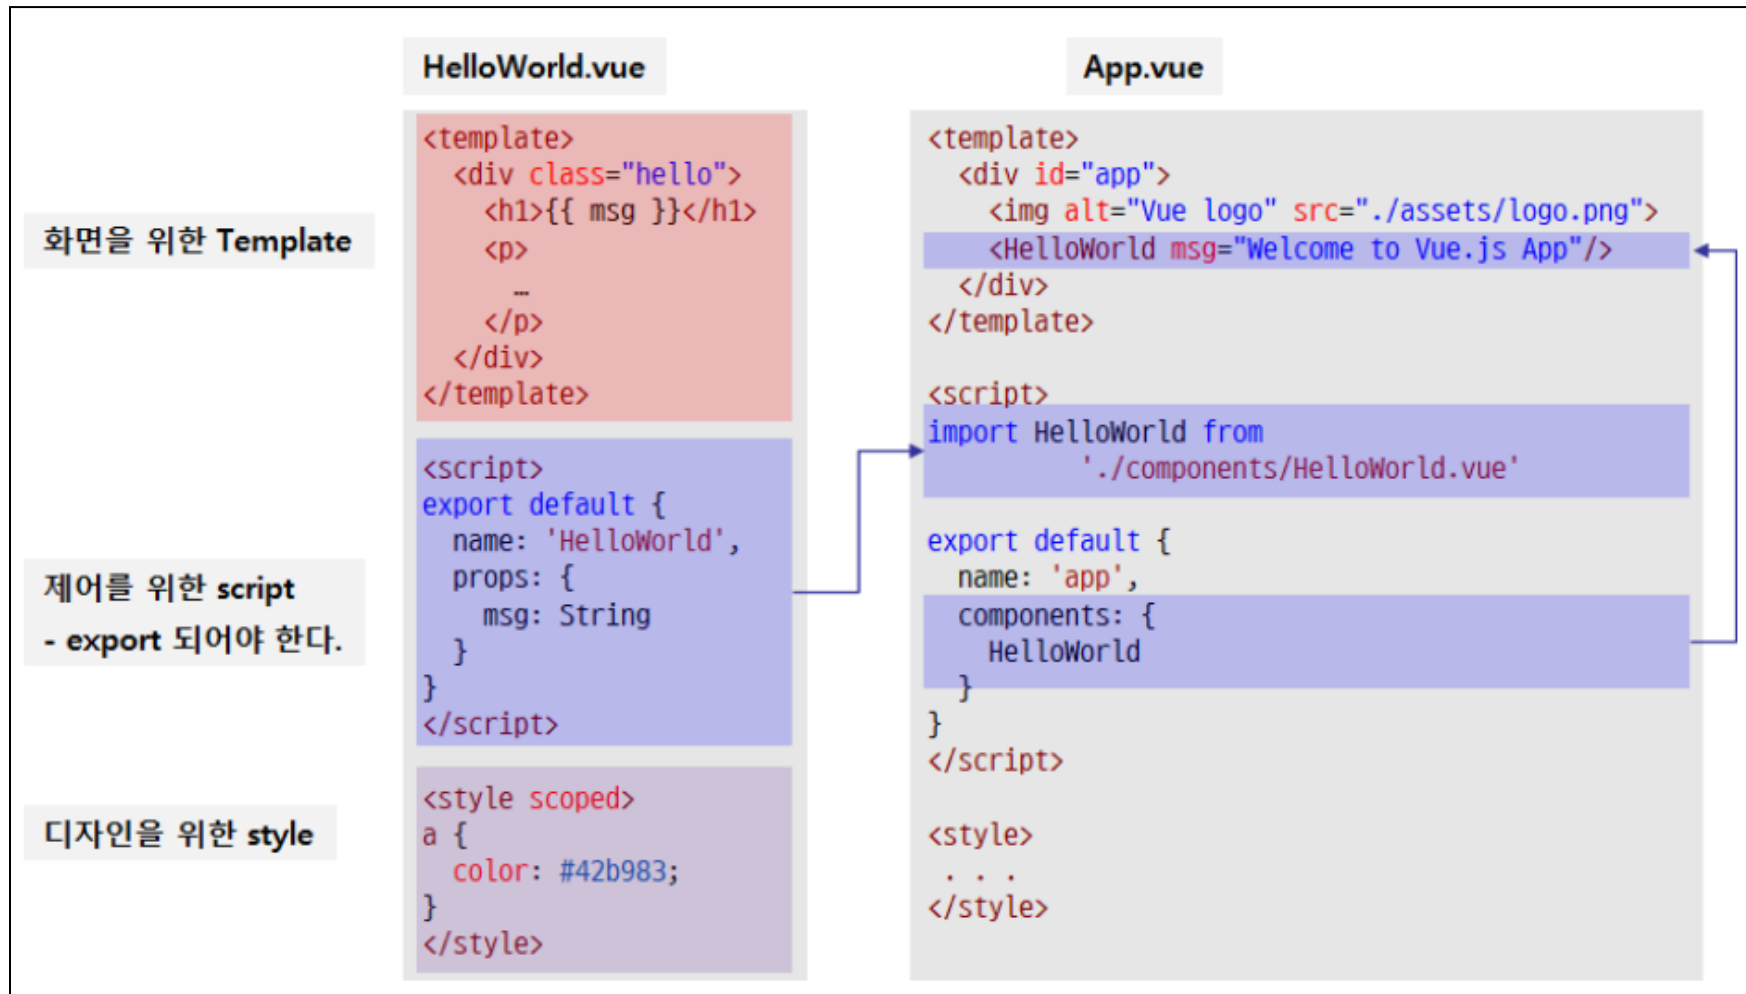 HelloWorld.vue
App.vue
화면을 위한 Template
제어를 위한 script
- export 되어야 한다.
디자인을 위한 style
<template>
  <div class="hello">
    <h1>{{ msg }}</h1>
    <p>
      …
    </p>
  </div>
</template>
<script>
export default {
  name: 'HelloWorld',
  props: {
    msg: String
  }
}
</script>
<style scoped>
a {
  color: #42b983;
}
</style>
<template>
  <div id="app">
    <img alt="Vue logo" src="./assets/logo.png">
    <HelloWorld msg="Welcome to Vue.js App"/>
  </div>
</template>
<script>
import HelloWorld from
          './components/HelloWorld.vue'
export default {
  name: 'app',
  components: {
    HelloWorld
  }
}
</script>
<style>
 . . .
</style>